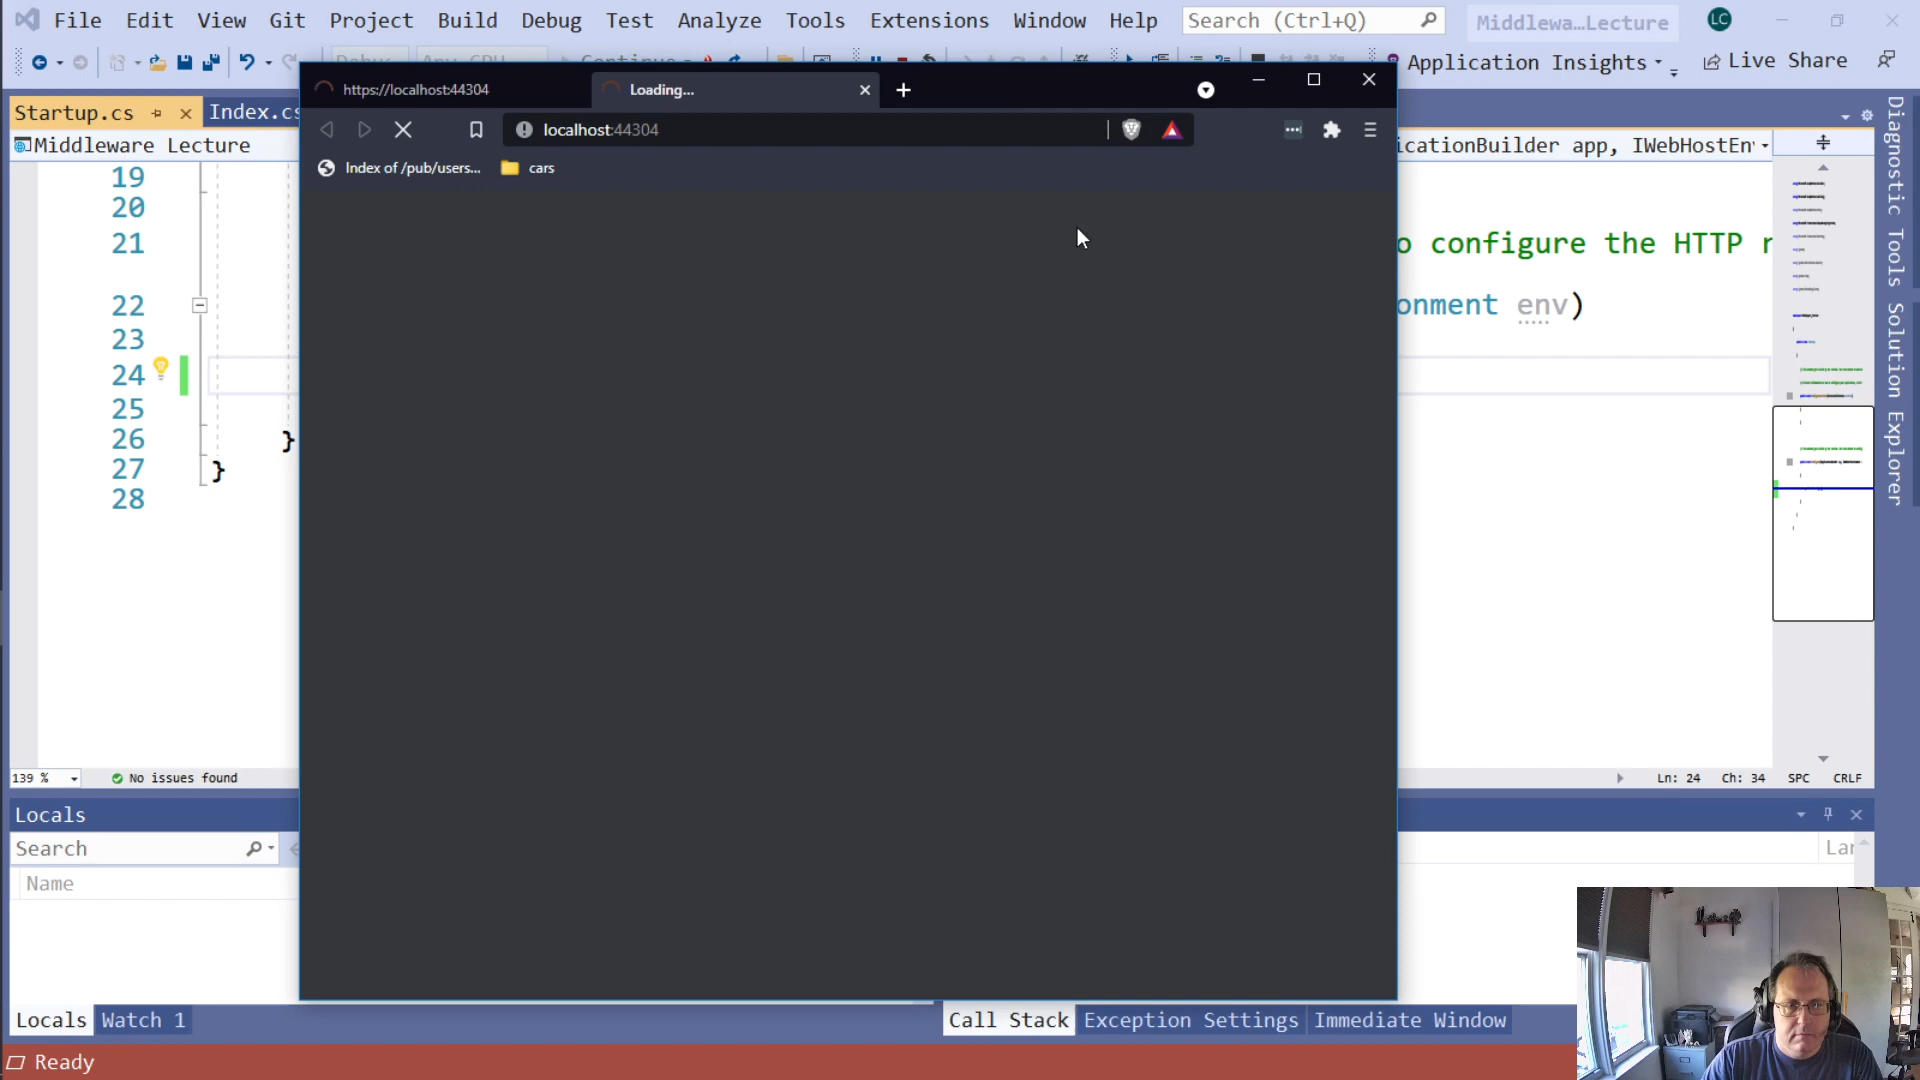 File Edit View Git Project Build Debug Test Analyze Tools Extensions Window Help Search (Ctrl+Q) Middlewa...Lecture LC
Application Insights Live Share
Startup.cs Index.cs
https://localhost:44304 Loading...
localhost:44304
Index of /pub/users... cars
Middleware Lecture
icationBuilder app, IWebHostEn
19
20
21 o configure the HTTP r
22 onment env)
23
24
25
26 }
27 }
28
139 % No issues found Ln: 24 Ch: 34 SPC CRLF
Locals
Search Lar
Name
Locals Watch 1 Call Stack Exception Settings Immediate Window
Ready
Diagnostic Tools
Solution Explorer